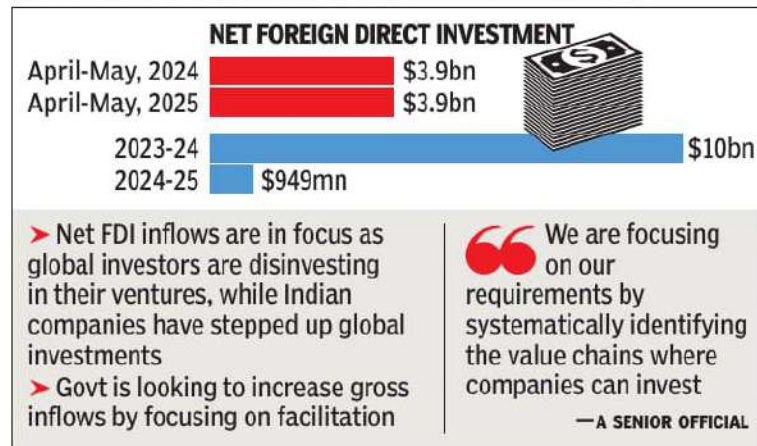 NET FOREIGN DIRECT INVESTMENT
April-May, 2024 $3.9bn
April-May, 2025 $3.9bn
2023-24 $10bn
2024-25 $949mn
➤ Net FDI inflows are in focus as
global investors are disinvesting
in their ventures, while Indian
companies have stepped up global
investments
➤ Govt is looking to increase gross
inflows by focusing on facilitation
❝ We are focusing
on our
requirements by
systematically identifying
the value chains where
companies can invest
—A SENIOR OFFICIAL